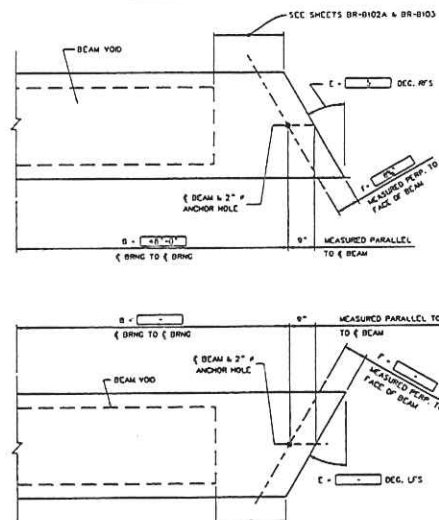 SEE SHEETS BR-8102A & BR-8103
BEAM VOID
E = DEG. RFS
℄ BEAM & 2" ø
ANCHOR HOLE
F =
MEASURED PERP. TO
FACE OF BEAM
B = 48'-0"
℄ BRNG TO ℄ BRNG
9"
MEASURED PARALLEL
TO ℄ BEAM
B = -
℄ BRNG TO ℄ BRNG
9"
MEASURED PARALLEL TO
TO ℄ BEAM
℄ BEAM & 2" ø
ANCHOR HOLE
F = -
MEASURED PERP. TO
FACE OF BEAM
BEAM VOID
E = - DEG. LFS